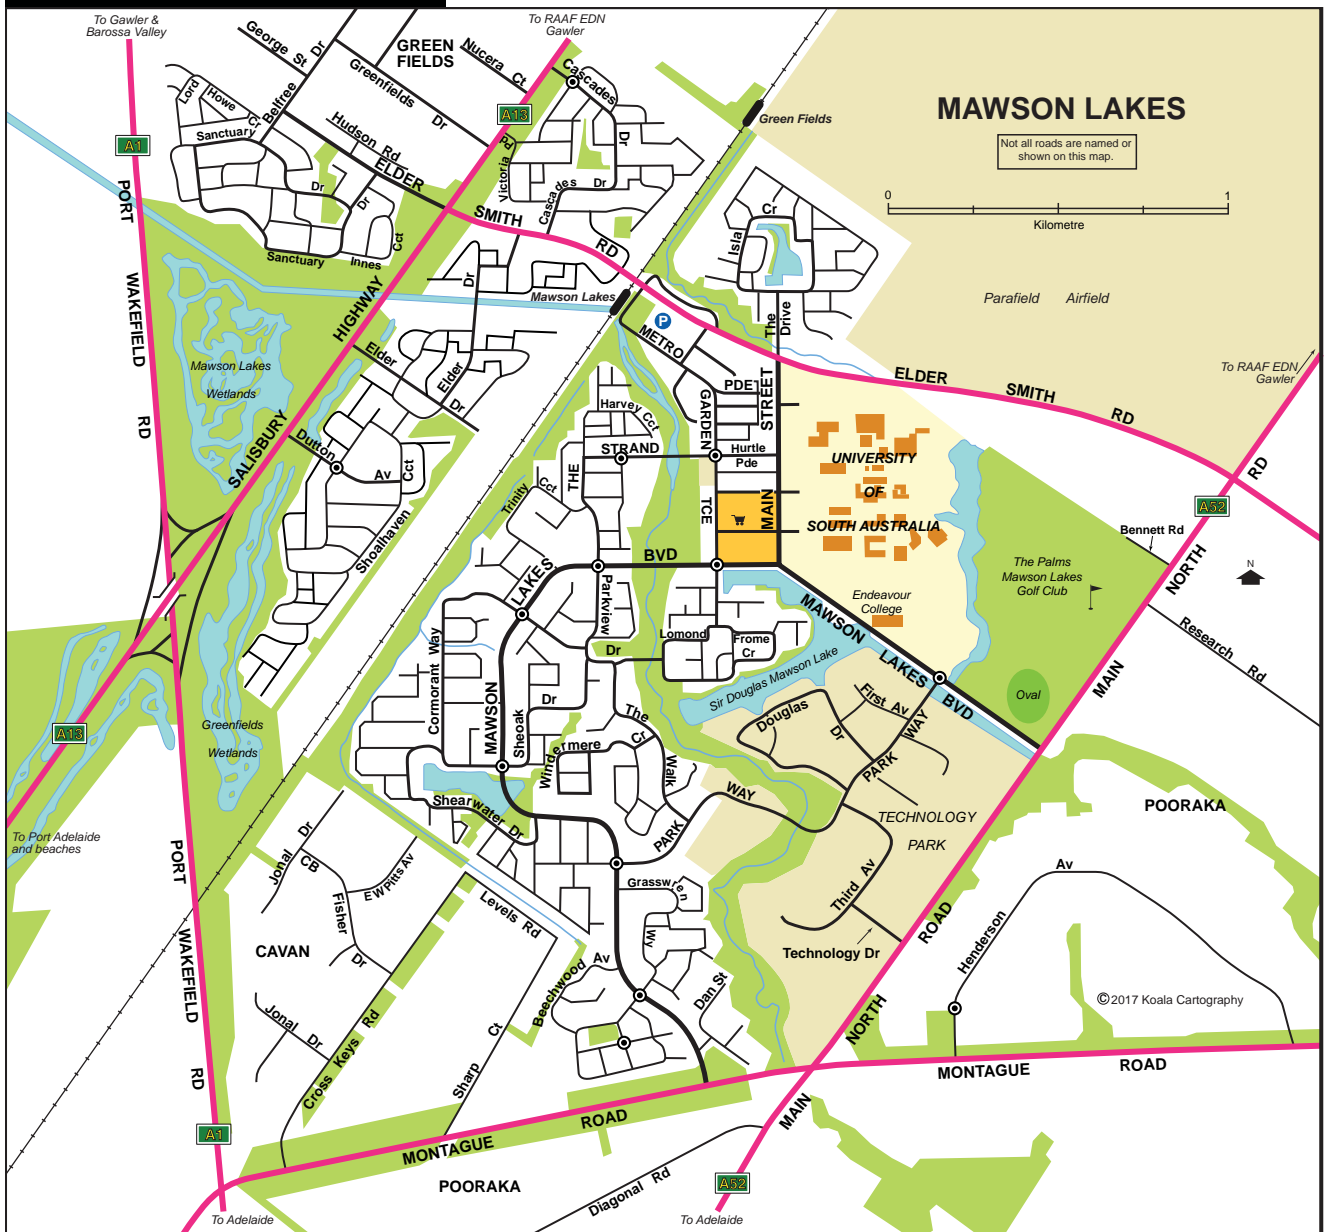 To Gawler &
Barossa Valley
George St
Belfree Dr
GREEN
FIELDS
Nucera Ct
To RAAF EDN
Gawler
Cascades Dr
Greenfields Dr
Lord Howe Cr
Sanctuary Dr
Hudson Rd
A13
A1
Green Fields
MAWSON LAKES
Not all roads are named or
shown on this map.
0 1
Kilometre
Victoria Pl
Cascades Dr
ELDER SMITH RD
PORT WAKEFIELD RD
Sanctuary
Innes Cct
Dr
Isla Cr
Parafield Airfield
Mawson Lakes
P
METRO PDE
The Drive
SALISBURY HIGHWAY
Elder Dr
Elder Dr
Mawson Lakes
Wetlands
ELDER SMITH RD
To RAAF EDN
Gawler
Harvey Cct
GARDEN TCE
MAIN STREET
Dutton Av
Cct
Shoalhaven
THE STRAND
Hurtle
Pde
Trinity Cct
UNIVERSITY
OF
SOUTH AUSTRALIA
A52
Bennett Rd
N
The Palms
Mawson Lakes
Golf Club
MAWSON LAKES BVD
Parkview Dr
Endeavour
College
MAWSON LAKES BVD
Lomond
Frome
Cr
Research Rd
NORTH MAIN RD
Cormorant Way
Sir Douglas Mawson Lake
Oval
Greenfields
Wetlands
A13
Sheoak Dr
Windermere Cr
The Walk
Douglas Dr
First Av
PARK WAY
PARK WAY
Shearwater Dr
TECHNOLOGY
PARK
POORAKA
To Port Adelaide
and beaches
Jonal Dr
CB Fisher Dr
E W Pitts Av
Levels Rd
Grasswren Wy
Third Av
Technology Dr
Henderson Av
CAVAN
PORT WAKEFIELD RD
Beechwood Av
Dan St
©2017 Koala Cartography
Jonal Dr
Cross Keys Rd
Sharp Ct
NORTH ROAD
MAIN
MONTAGUE ROAD
MONTAGUE ROAD
A1
POORAKA
Diagonal Rd
A52
To Adelaide
To Adelaide